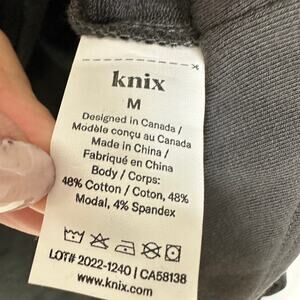 knix
M
Designed in Canada /
Modèle conçu au Canada
Made in China /
Fabriqué en China
Body / Corps:
48% Cotton / Coton, 48%
Modal, 4% Spandex
LOT# 2022-1240 | CA58138
www.knix.com